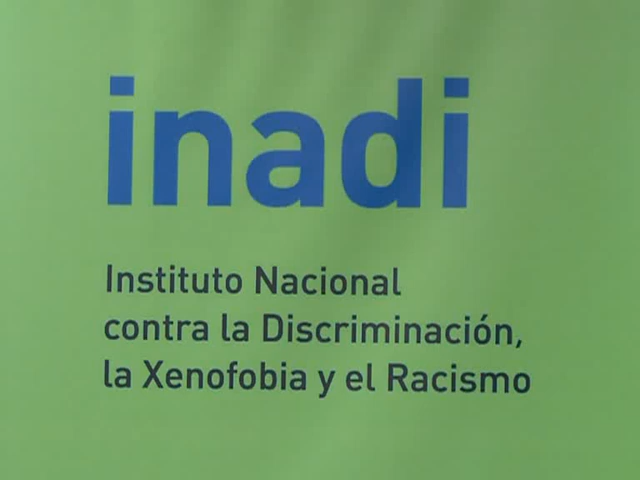 inadi
Instituto Nacional
contra la Discriminación,
la Xenofobia y el Racismo